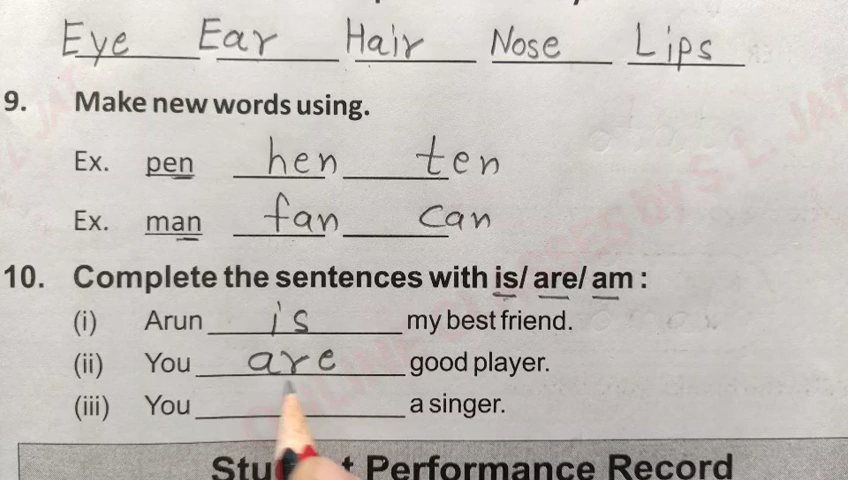 Eye Ear Hair Nose Lips
9. Make new words using.
Ex. pen hen ten
Ex. man fan can
10. Complete the sentences with is/ are/ am :
(i) Arun is my best friend.
(ii) You are good player.
(iii) You ________ a singer.
Performance Record